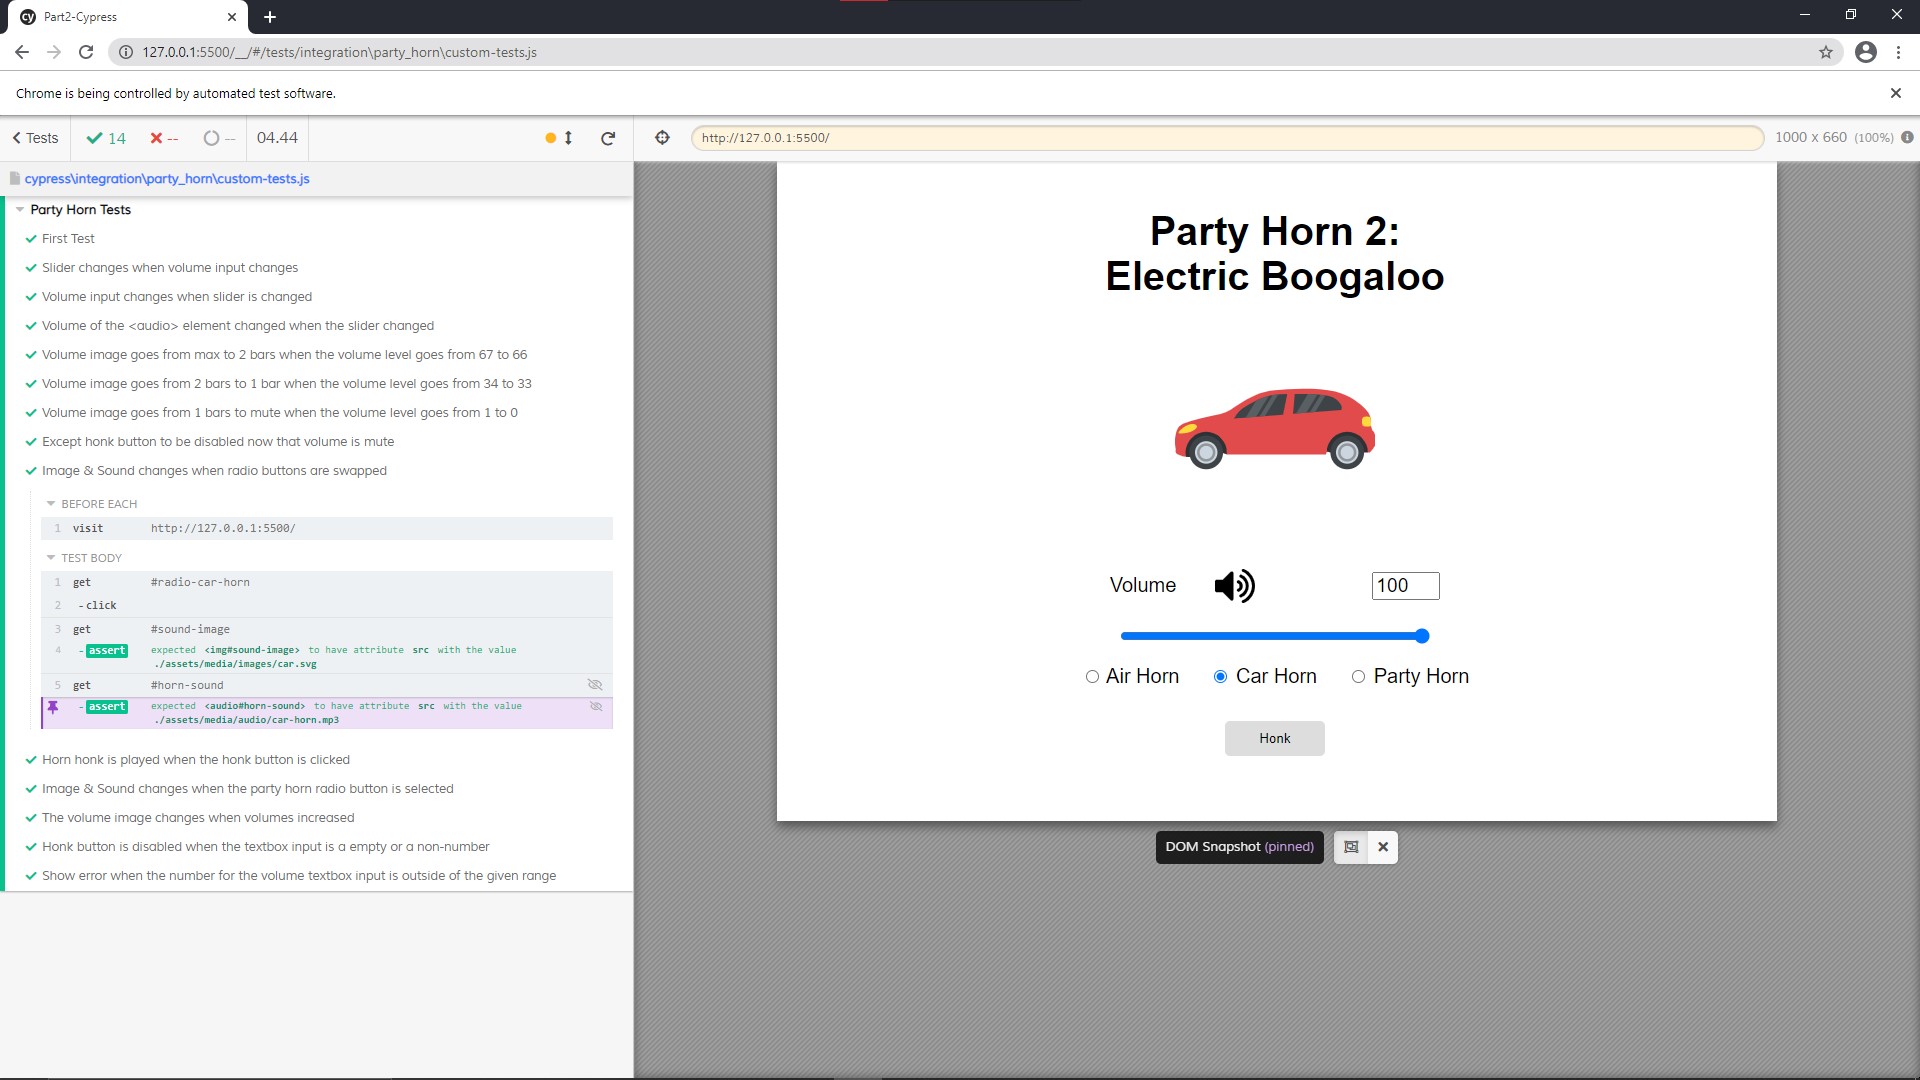 Part2-Cypress
127.0.0.1:5500/__/#/tests/integration\party_horn\custom-tests.js
Chrome is being controlled by automated test software.
Tests 14 -- -- 04.44
http://127.0.0.1:5500/ 1000 x 660 (100%)
cypress\integration\party_horn\custom-tests.js
Party Horn Tests
First Test
Slider changes when volume input changes
Volume input changes when slider is changed
Volume of the <audio> element changed when the slider changed
Volume image goes from max to 2 bars when the volume level goes from 67 to 66
Volume image goes from 2 bars to 1 bar when the volume level goes from 34 to 33
Volume image goes from 1 bars to mute when the volume level goes from 1 to 0
Except honk button to be disabled now that volume is mute
Image & Sound changes when radio buttons are swapped
BEFORE EACH
1 visit http://127.0.0.1:5500/
TEST BODY
1 get #radio-car-horn
2 -click
3 get #sound-image
4 -assert expected <img#sound-image> to have attribute src with the value
./assets/media/images/car.svg
5 get #horn-sound
-assert expected <audio#horn-sound> to have attribute src with the value
./assets/media/audio/car-horn.mp3
Horn honk is played when the honk button is clicked
Image & Sound changes when the party horn radio button is selected
The volume image changes when volumes increased
Honk button is disabled when the textbox input is a empty or a non-number
Show error when the number for the volume textbox input is outside of the given range
Party Horn 2:
Electric Boogaloo
Volume 100
Air Horn Car Horn Party Horn
Honk
DOM Snapshot (pinned)